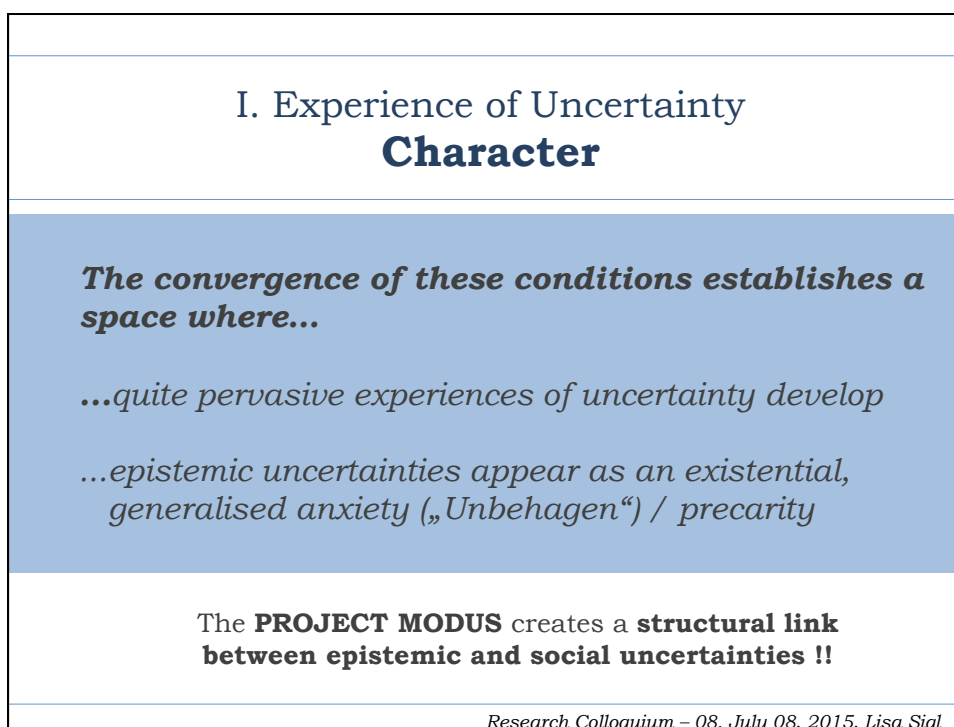 I. Experience of Uncertainty
Character
The convergence of these conditions establishes a
space where...
...quite pervasive experiences of uncertainty develop
...epistemic uncertainties appear as an existential,
generalised anxiety („Unbehagen“) / precarity
The PROJECT MODUS creates a structural link
between epistemic and social uncertainties !!
Research Colloquium – 08. July 08, 2015, Lisa Sigl